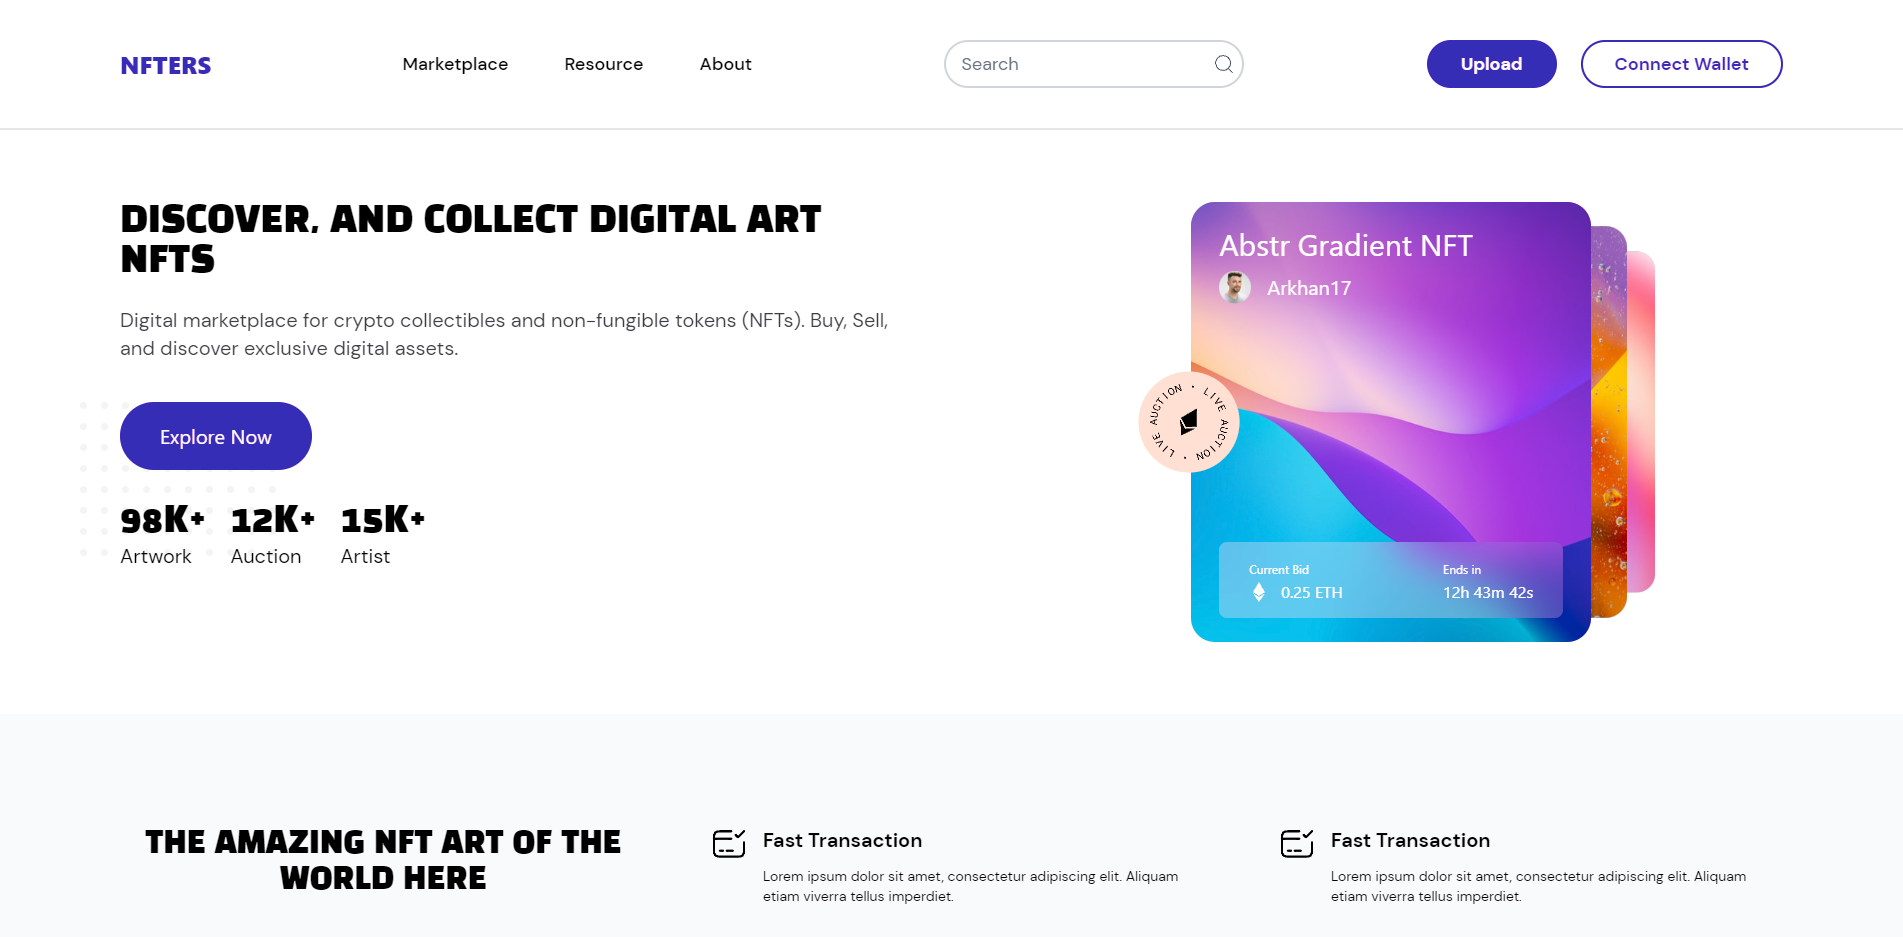 NFTERS
Marketplace
Resource
About
Search
Upload
Connect Wallet
DISCOVER, AND COLLECT DIGITAL ART
NFTS
Digital marketplace for crypto collectibles and non-fungible tokens (NFTs). Buy, Sell,
and discover exclusive digital assets.
Explore Now
98K+
Artwork
12K+
Auction
15K+
Artist
Abstr Gradient NFT
Arkhan17
LIVE AUCTION • LIVE AUCTION •
Current Bid
0.25 ETH
Ends in
12h 43m 42s
THE AMAZING NFT ART OF THE
WORLD HERE
Fast Transaction
Lorem ipsum dolor sit amet, consectetur adipiscing elit. Aliquam
etiam viverra tellus imperdiet.
Fast Transaction
Lorem ipsum dolor sit amet, consectetur adipiscing elit. Aliquam
etiam viverra tellus imperdiet.